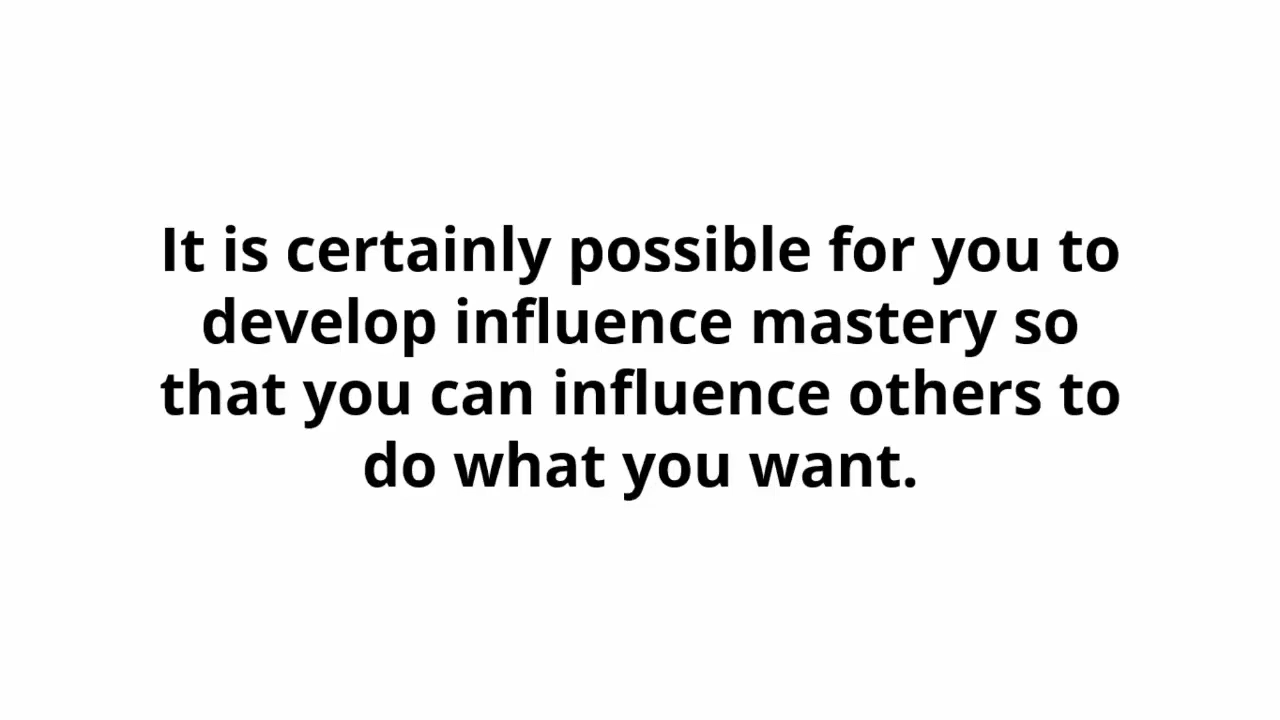 It is certainly possible for you to
develop influence mastery so
that you can influence others to
do what you want.